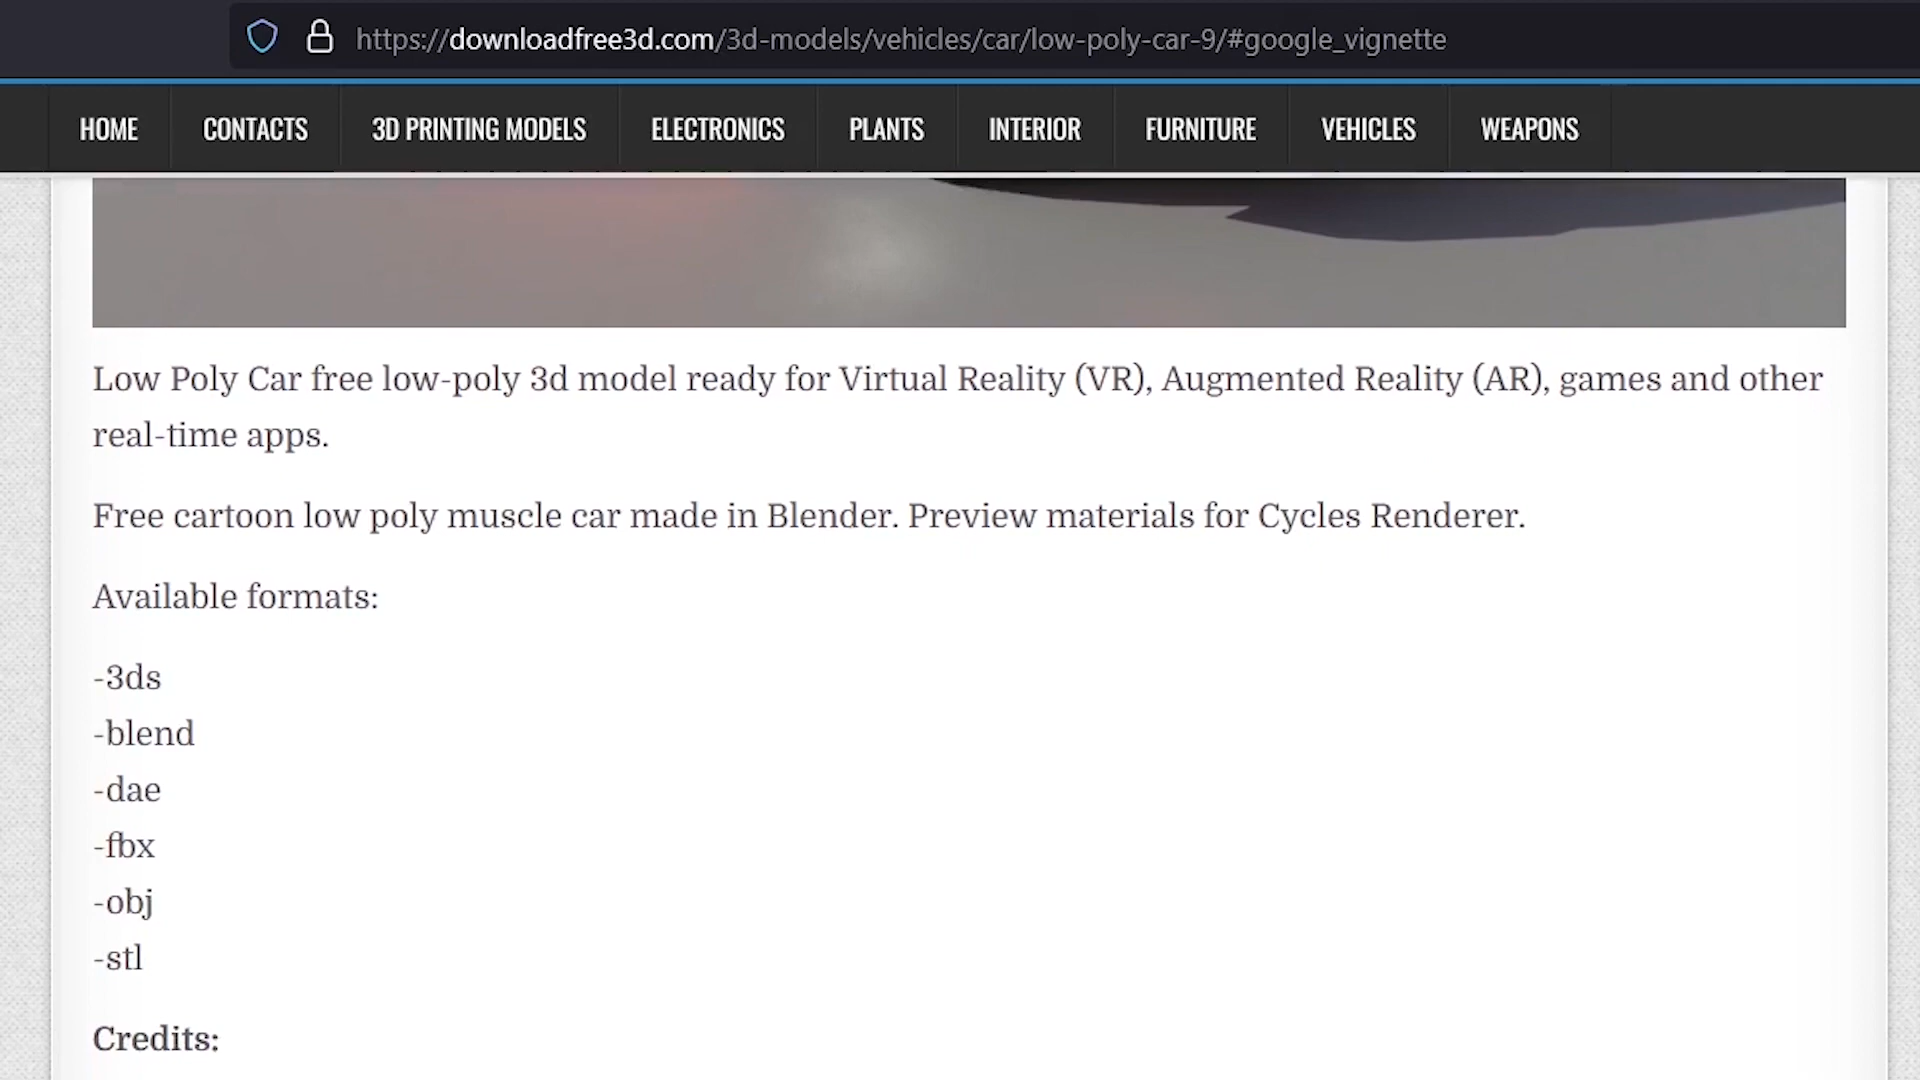 https://downloadfree3d.com/3d-models/vehicles/car/low-poly-car-9/#google_vignette
HOME CONTACTS 3D PRINTING MODELS ELECTRONICS PLANTS INTERIOR FURNITURE VEHICLES WEAPONS
Low Poly Car free low-poly 3d model ready for Virtual Reality (VR), Augmented Reality (AR), games and other
real-time apps.
Free cartoon low poly muscle car made in Blender. Preview materials for Cycles Renderer.
Available formats:
-3ds
-blend
-dae
-fbx
-obj
-stl
Credits: